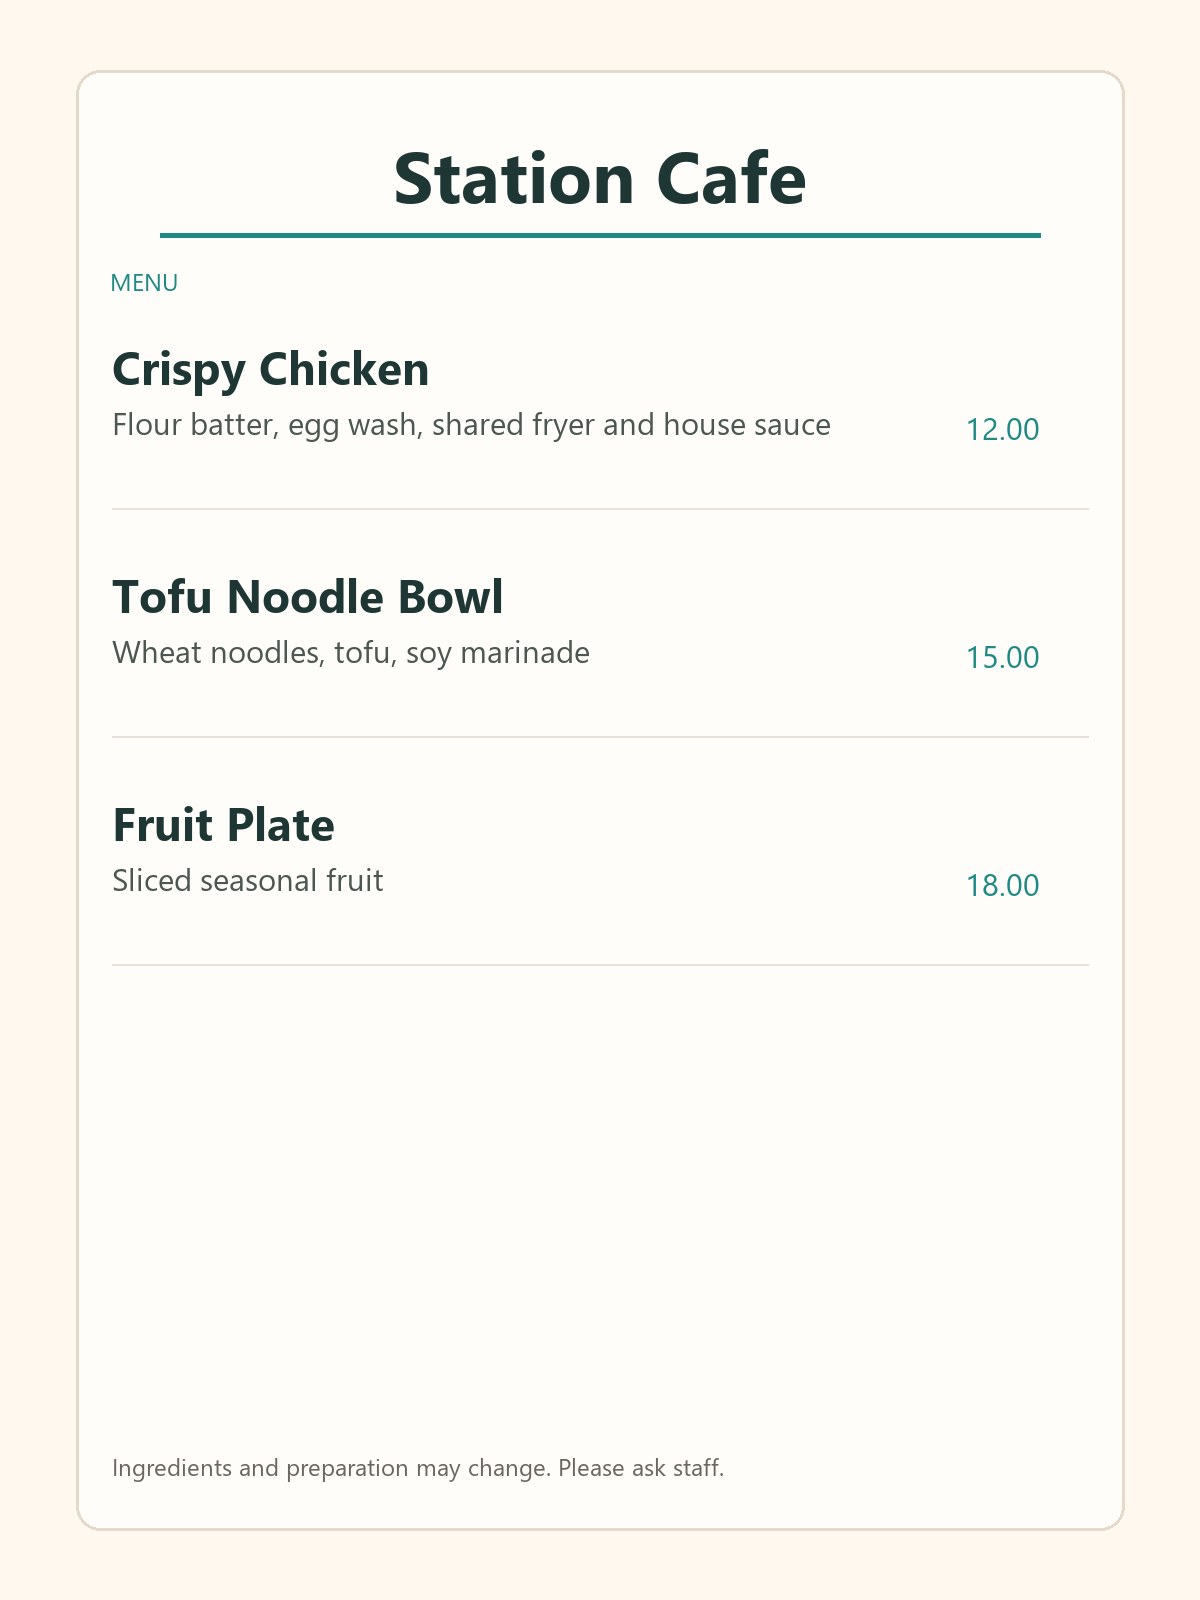 Station Cafe
MENU
Crispy Chicken
Flour batter, egg wash, shared fryer and house sauce
12.00
Tofu Noodle Bowl
Wheat noodles, tofu, soy marinade
15.00
Fruit Plate
Sliced seasonal fruit
18.00
Ingredients and preparation may change. Please ask staff.